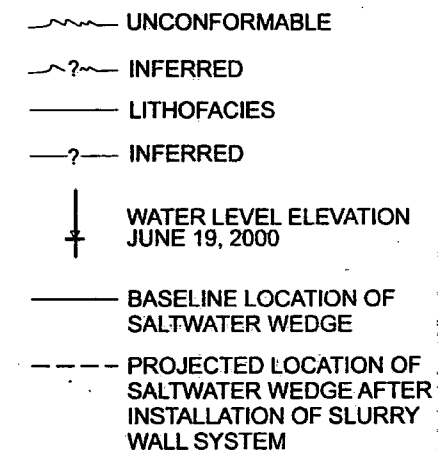 UNCONFORMABLE
? INFERRED
LITHOFACIES
? INFERRED
WATER LEVEL ELEVATION
JUNE 19, 2000
BASELINE LOCATION OF
SALTWATER WEDGE
PROJECTED LOCATION OF
SALTWATER WEDGE AFTER
INSTALLATION OF SLURRY
WALL SYSTEM